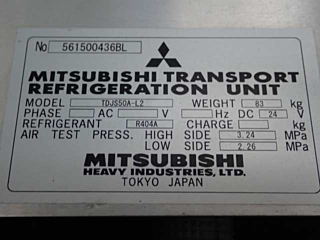 No 561500436BL
MITSUBISHI TRANSPORT
REFRIGERATION UNIT
MODEL TDJS50A-L2 WEIGHT 83 kg
PHASE AC V Hz DC 24 V
REFRIGERANT R404A CHARGE kg
AIR TEST PRESS. HIGH SIDE 3.24 MPa
LOW SIDE 2.26 MPa
MITSUBISHI
HEAVY INDUSTRIES, LTD.
TOKYO JAPAN